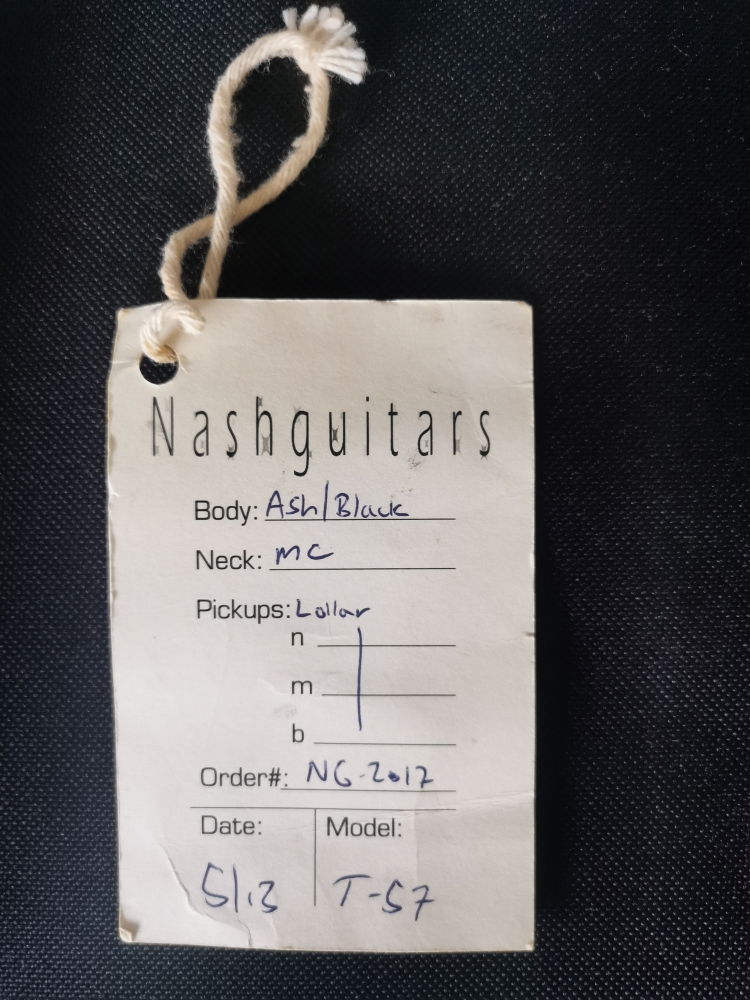 Nashguitars
Body: Ash/Black
Neck: MC
Pickups: Lollar
n
m
b
Order#: NG-2017
Date: Model:
5/13 T-57